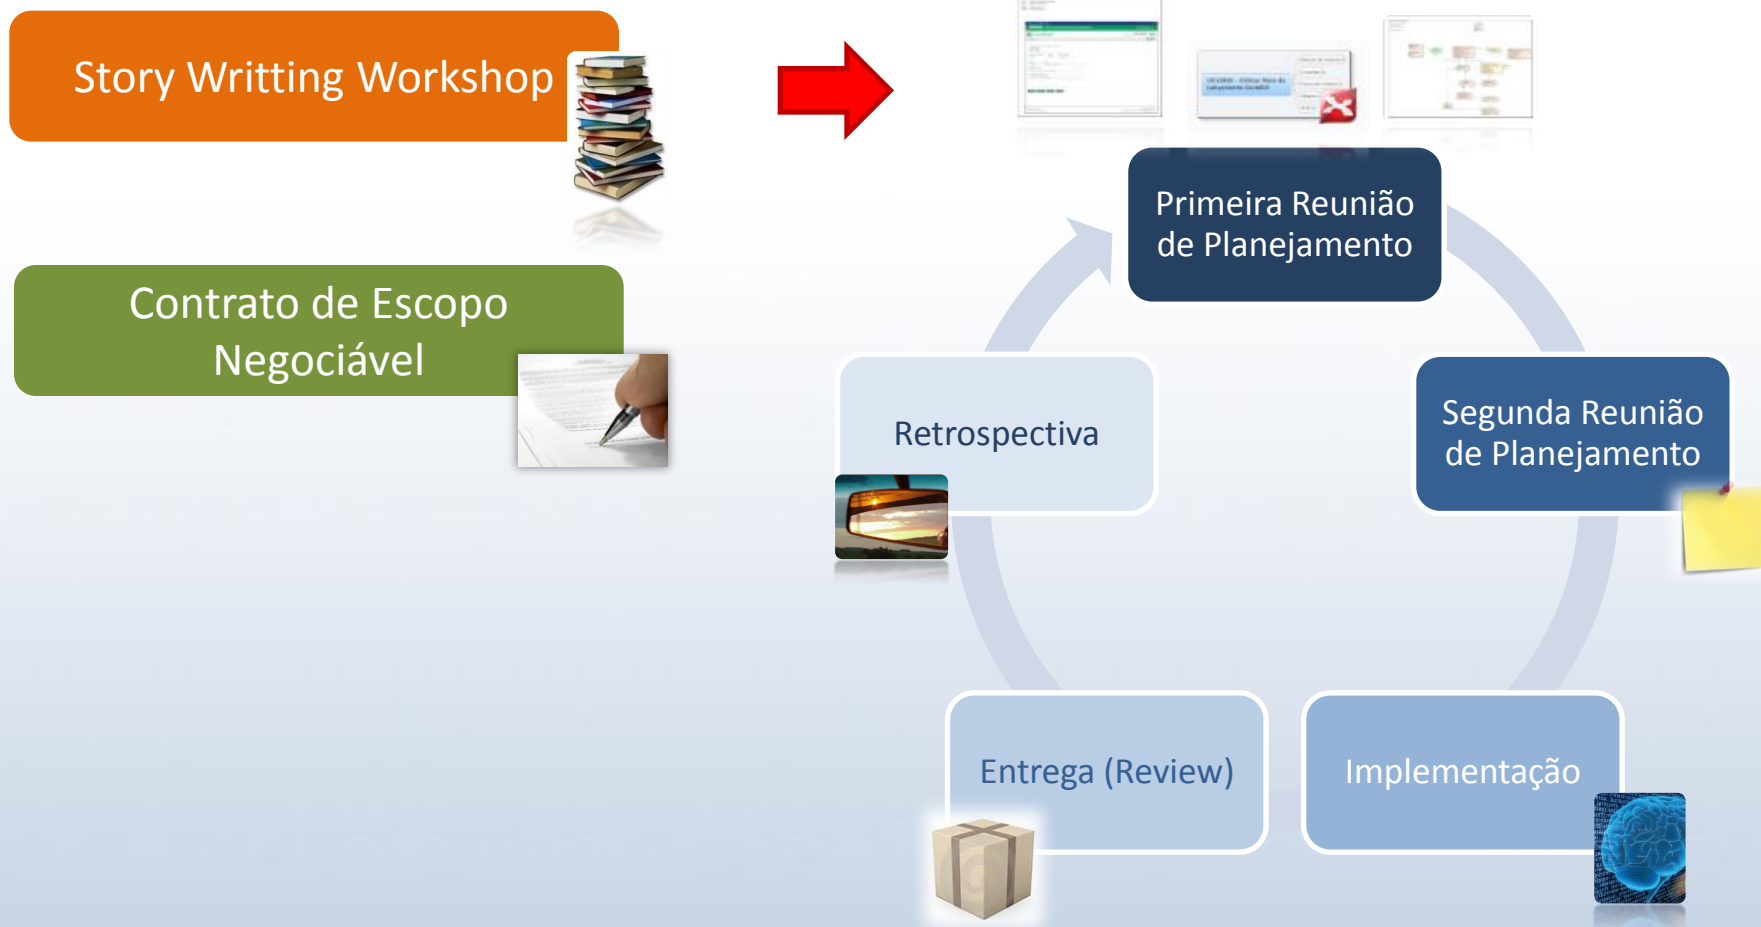 Story Writting Workshop
Contrato de Escopo
Negociável
Primeira Reunião
de Planejamento
Segunda Reunião
de Planejamento
Implementação
Entrega (Review)
Retrospectiva